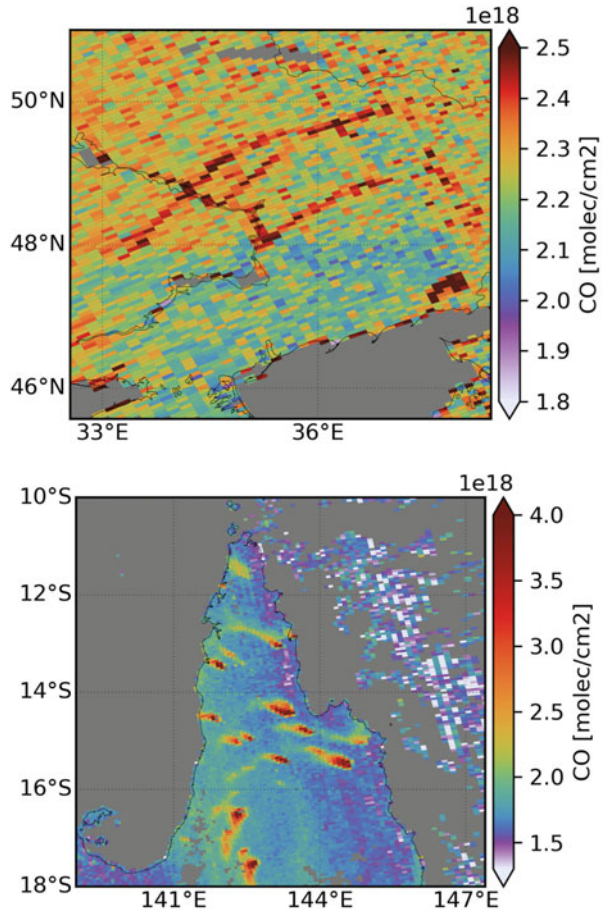 1e18
50°N
48°N
46°N
33°E
36°E
2.5
2.4
2.3
2.2
2.1
2.0
1.9
1.8
CO [molec/cm2]
1e18
10°S
12°S
14°S
16°S
18°S
141°E
144°E
147°E
4.0
3.5
3.0
2.5
2.0
1.5
CO [molec/cm2]